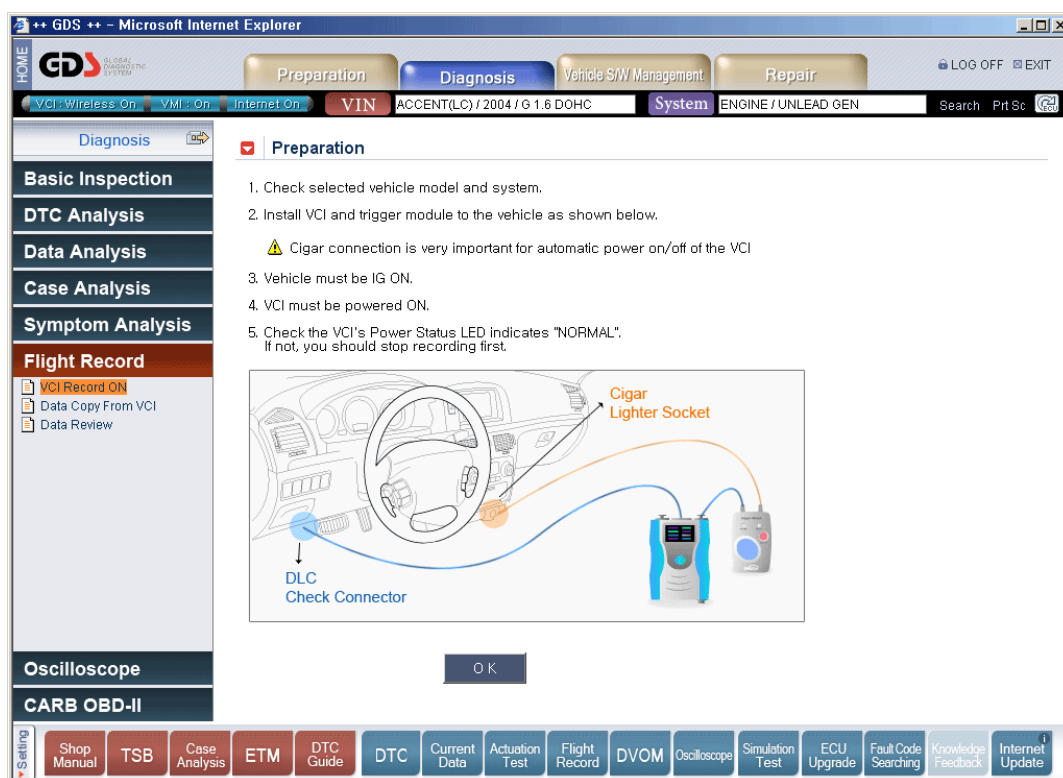 ++ GDS ++ - Microsoft Internet Explorer
HOME
GDS GLOBAL DIAGNOSTIC SYSTEM
Preparation
Diagnosis
Vehicle S/W Management
Repair
LOG OFF EXIT
VCI : Wireless On VMI : On Internet On
VIN ACCENT(LC) / 2004 / G 1.6 DOHC
System ENGINE / UNLEAD GEN
Search Prt Sc ECU
Diagnosis
Basic Inspection
DTC Analysis
Data Analysis
Case Analysis
Symptom Analysis
Flight Record
VCI Record ON
Data Copy From VCI
Data Review
Oscilloscope
CARB OBD-II
Preparation
1. Check selected vehicle model and system.
2. Install VCI and trigger module to the vehicle as shown below.
Cigar connection is very important for automatic power on/off of the VCI
3. Vehicle must be IG ON.
4. VCI must be powered ON.
5. Check the VCI's Power Status LED indicates "NORMAL".
If not, you should stop recording first.
Cigar
Lighter Socket
DLC
Check Connector
O K
Setting
Shop
Manual
TSB
Case
Analysis
ETM
DTC
Guide
DTC
Current
Data
Actuation
Test
Flight
Record
DVOM
Oscilloscope
Simulation
Test
ECU
Upgrade
Fault Code
Searching
Knowledge
Feedback
Internet
Update